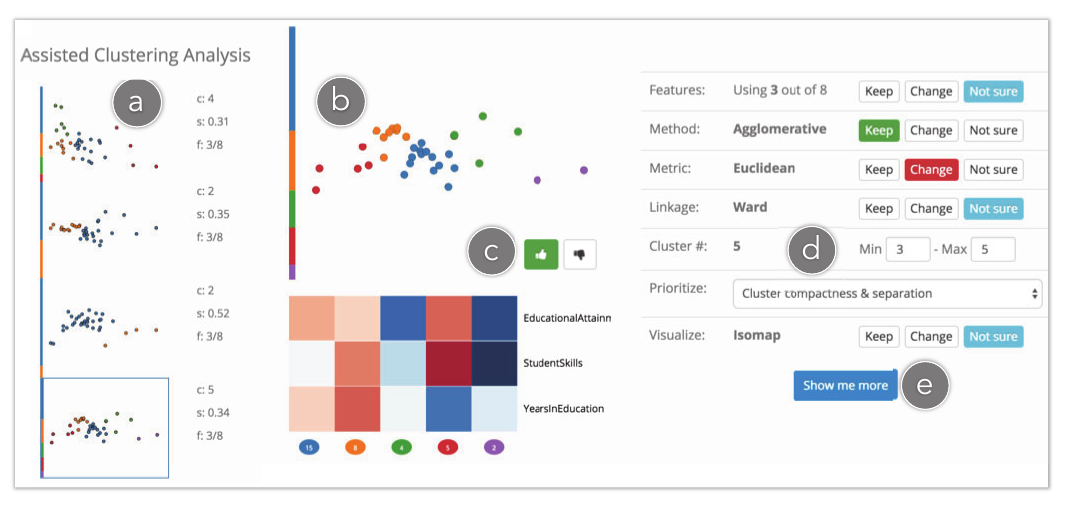 Assisted Clustering Analysis
a
c: 4
s: 0.31
f: 3/8
c: 2
s: 0.35
f: 3/8
c: 2
s: 0.52
f: 3/8
c: 5
s: 0.34
f: 3/8
b
c
EducationalAttainn
StudentSkills
YearsInEducation
15 8 4 5 2
Features: Using 3 out of 8 Keep Change Not sure
Method: Agglomerative Keep Change Not sure
Metric: Euclidean Keep Change Not sure
Linkage: Ward Keep Change Not sure
Cluster #: 5 d Min 3 - Max 5
Prioritize: Cluster compactness & separation
Visualize: Isomap Keep Change Not sure
Show me more e